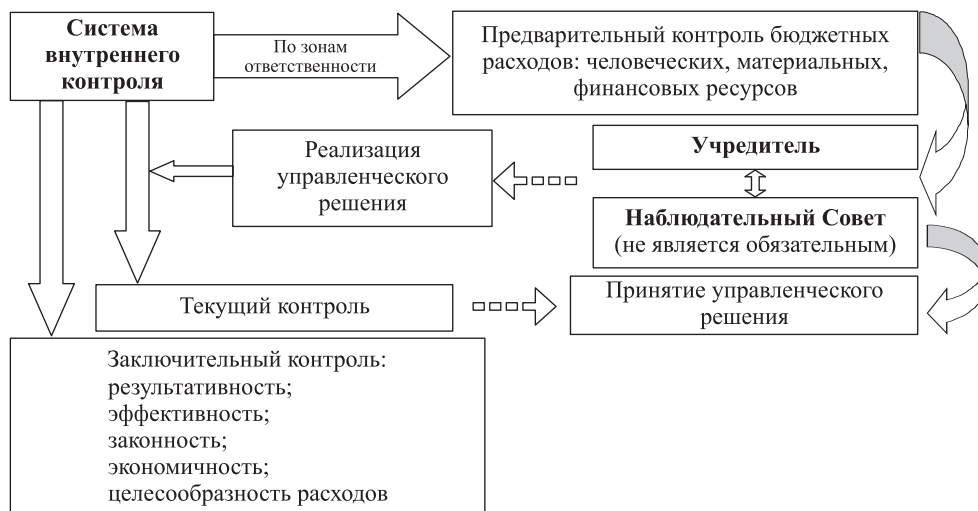 Система
внутреннего
контроля
По зонам
ответственности
Предварительный контроль бюджетных
расходов: человеческих, материальных,
финансовых ресурсов
Реализация
управленческого
решения
Учредитель
Наблюдательный Совет
(не является обязательным)
Текущий контроль
Принятие управленческого
решения
Заключительный контроль:
результативность;
эффективность;
законность;
экономичность;
целесообразность расходов